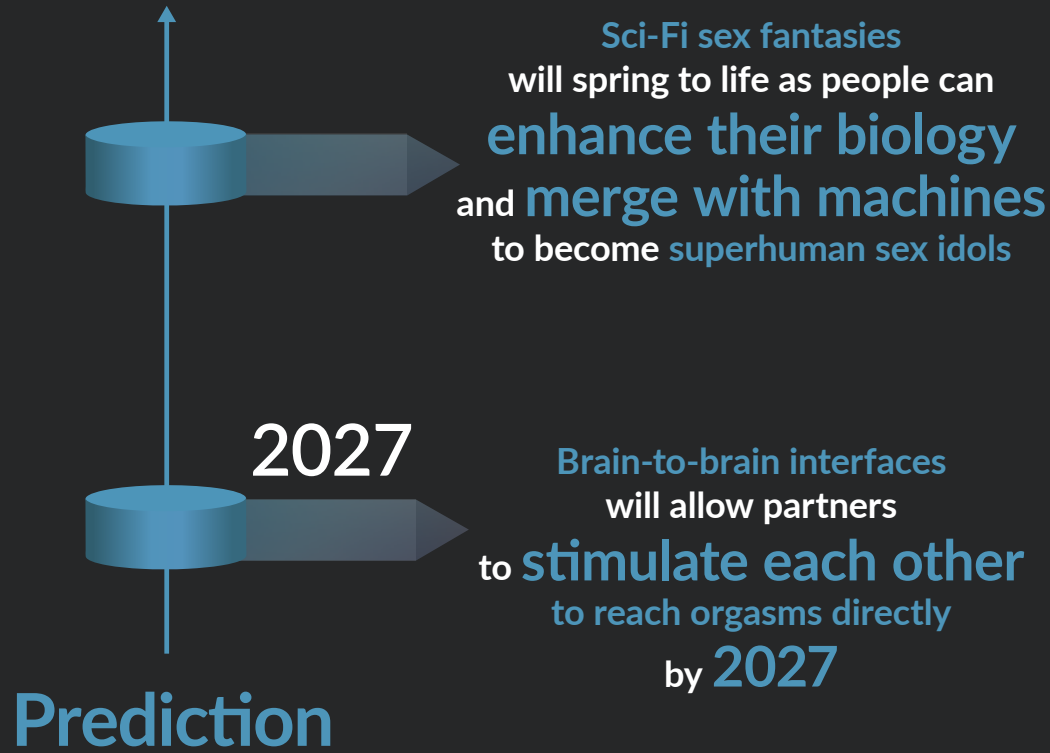 Sci-Fi sex fantasies
will spring to life as people can
enhance their biology
and merge with machines
to become superhuman sex idols
2027
Brain-to-brain interfaces
will allow partners
to stimulate each other
to reach orgasms directly
by 2027
Prediction